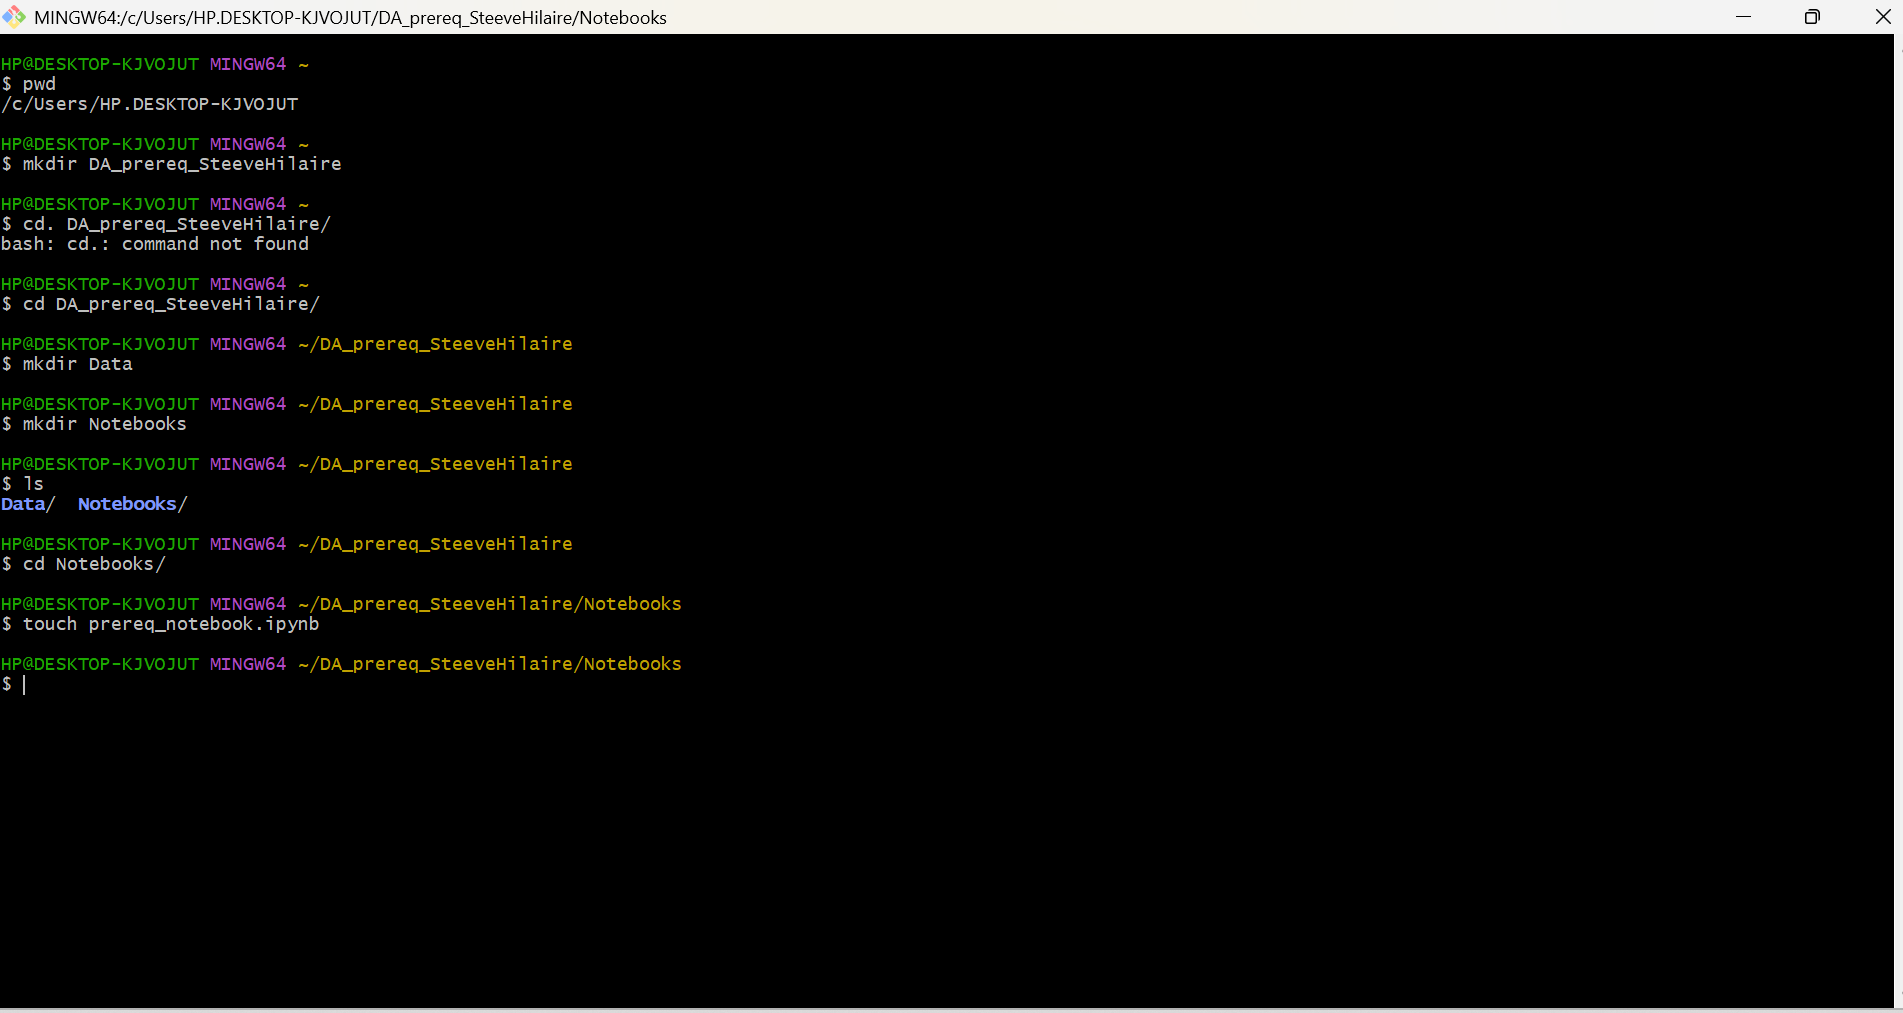 MINGW64:/c/Users/HP.DESKTOP-KJVOJUT/DA_prereq_SteeveHilaire/Notebooks
HP@DESKTOP-KJVOJUT MINGW64 ~
$ pwd
/c/Users/HP.DESKTOP-KJVOJUT
HP@DESKTOP-KJVOJUT MINGW64 ~
$ mkdir DA_prereq_SteeveHilaire
HP@DESKTOP-KJVOJUT MINGW64 ~
$ cd. DA_prereq_SteeveHilaire/
bash: cd.: command not found
HP@DESKTOP-KJVOJUT MINGW64 ~
$ cd DA_prereq_SteeveHilaire/
HP@DESKTOP-KJVOJUT MINGW64 ~/DA_prereq_SteeveHilaire
$ mkdir Data
HP@DESKTOP-KJVOJUT MINGW64 ~/DA_prereq_SteeveHilaire
$ mkdir Notebooks
HP@DESKTOP-KJVOJUT MINGW64 ~/DA_prereq_SteeveHilaire
$ ls
Data/  Notebooks/
HP@DESKTOP-KJVOJUT MINGW64 ~/DA_prereq_SteeveHilaire
$ cd Notebooks/
HP@DESKTOP-KJVOJUT MINGW64 ~/DA_prereq_SteeveHilaire/Notebooks
$ touch prereq_notebook.ipynb
HP@DESKTOP-KJVOJUT MINGW64 ~/DA_prereq_SteeveHilaire/Notebooks
$